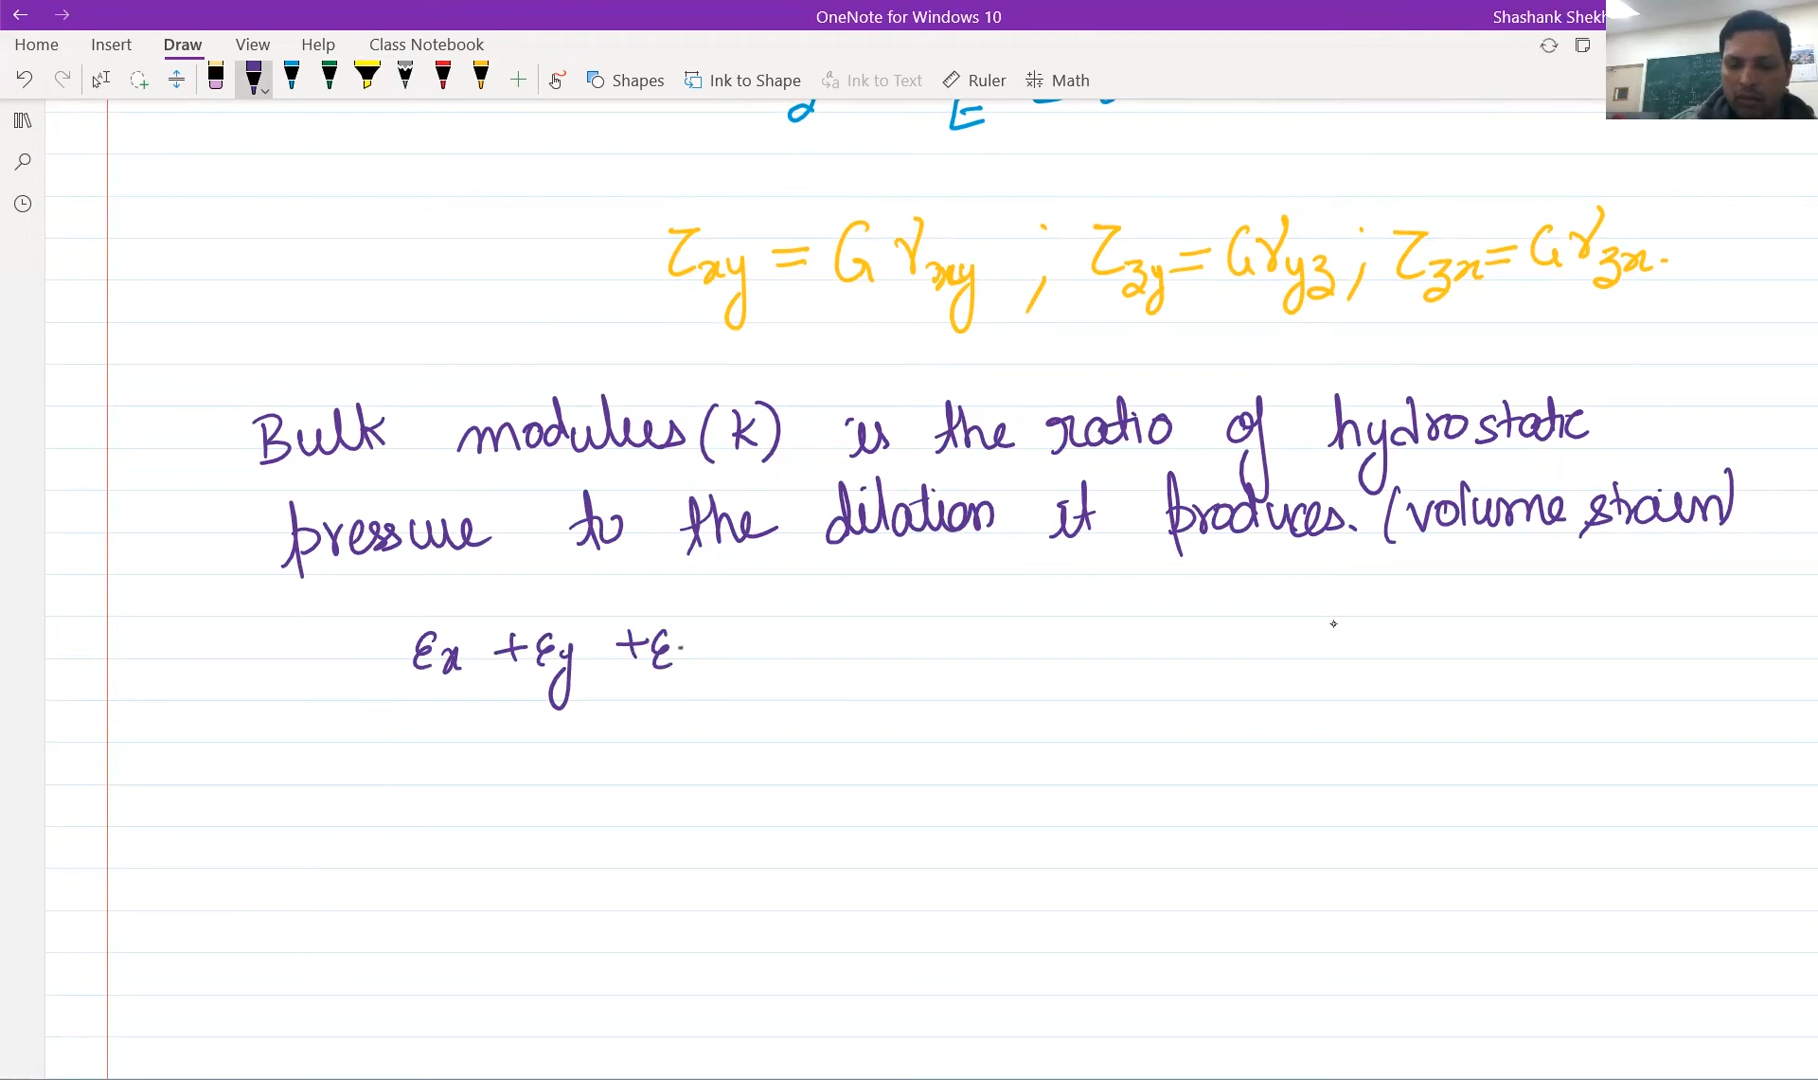 OneNote for Windows 10
Shashank Shekh
Home Insert Draw View Help Class Notebook
Shapes Ink to Shape Ink to Text Ruler Math
E
τxy = G γxy ; τzy = G γyz ; τzx = G γzx.
Bulk modulus (K) is the ratio of hydrostatic
pressure to the dilation it produces. (volume strain)
εx + εy + ε